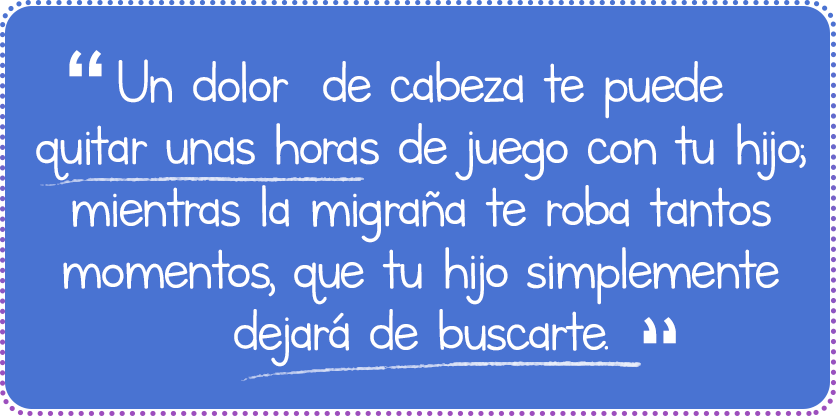 “Un dolor de cabeza te puede
quitar unas horas de juego con tu hijo;
mientras la migraña te roba tantos
momentos, que tu hijo simplemente
dejará de buscarte.”